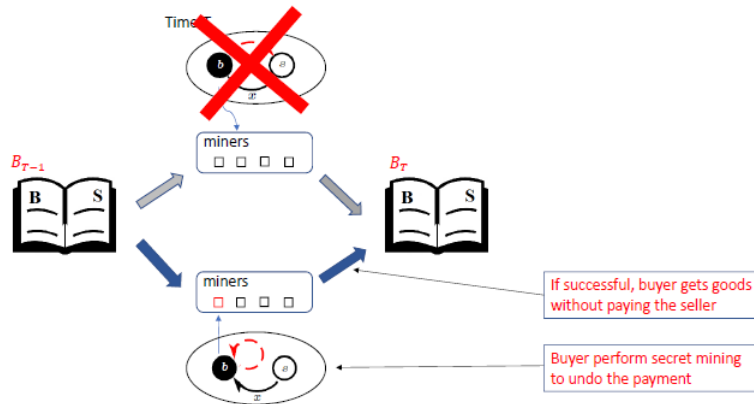 Time T
b
s
x
miners
B_{T-1}
B S
B_T
B S
miners
If successful, buyer gets goods
without paying the seller
b
s
x
Buyer perform secret mining
to undo the payment